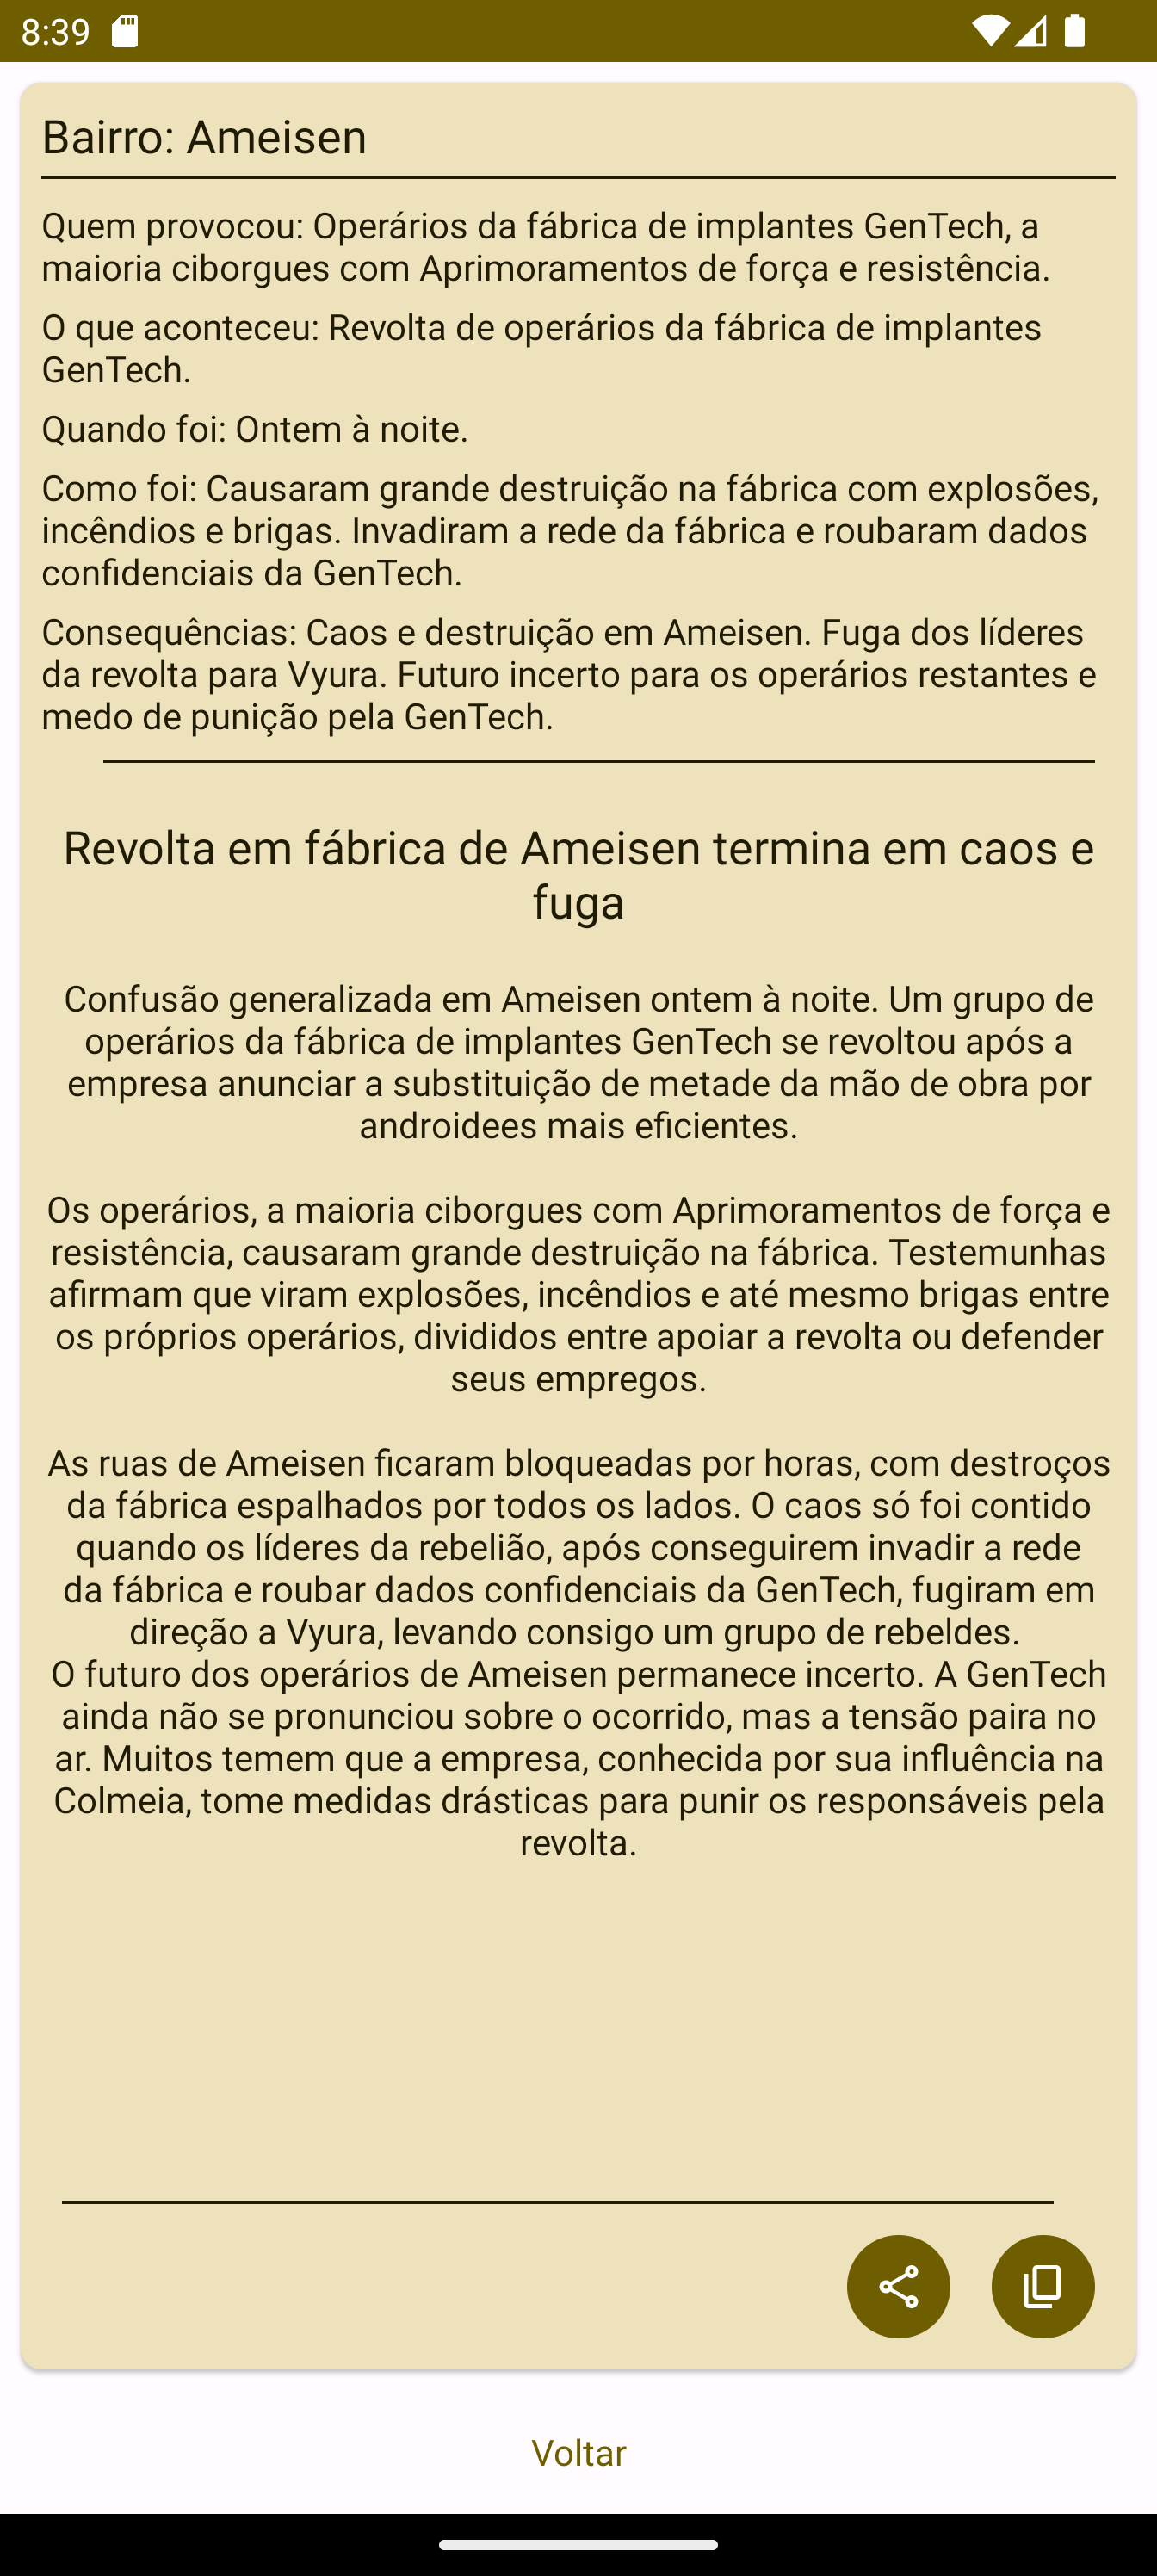 8:39
Bairro: Ameisen
Quem provocou: Operários da fábrica de implantes GenTech, a
maioria ciborgues com Aprimoramentos de força e resistência.
O que aconteceu: Revolta de operários da fábrica de implantes
GenTech.
Quando foi: Ontem à noite.
Como foi: Causaram grande destruição na fábrica com explosões,
incêndios e brigas. Invadiram a rede da fábrica e roubaram dados
confidenciais da GenTech.
Consequências: Caos e destruição em Ameisen. Fuga dos líderes
da revolta para Vyura. Futuro incerto para os operários restantes e
medo de punição pela GenTech.
Revolta em fábrica de Ameisen termina em caos e
fuga
Confusão generalizada em Ameisen ontem à noite. Um grupo de
operários da fábrica de implantes GenTech se revoltou após a
empresa anunciar a substituição de metade da mão de obra por
androidees mais eficientes.
Os operários, a maioria ciborgues com Aprimoramentos de força e
resistência, causaram grande destruição na fábrica. Testemunhas
afirmam que viram explosões, incêndios e até mesmo brigas entre
os próprios operários, divididos entre apoiar a revolta ou defender
seus empregos.
As ruas de Ameisen ficaram bloqueadas por horas, com destroços
da fábrica espalhados por todos os lados. O caos só foi contido
quando os líderes da rebelião, após conseguirem invadir a rede
da fábrica e roubar dados confidenciais da GenTech, fugiram em
direção a Vyura, levando consigo um grupo de rebeldes.
O futuro dos operários de Ameisen permanece incerto. A GenTech
ainda não se pronunciou sobre o ocorrido, mas a tensão paira no
ar. Muitos temem que a empresa, conhecida por sua influência na
Colmeia, tome medidas drásticas para punir os responsáveis pela
revolta.
Voltar